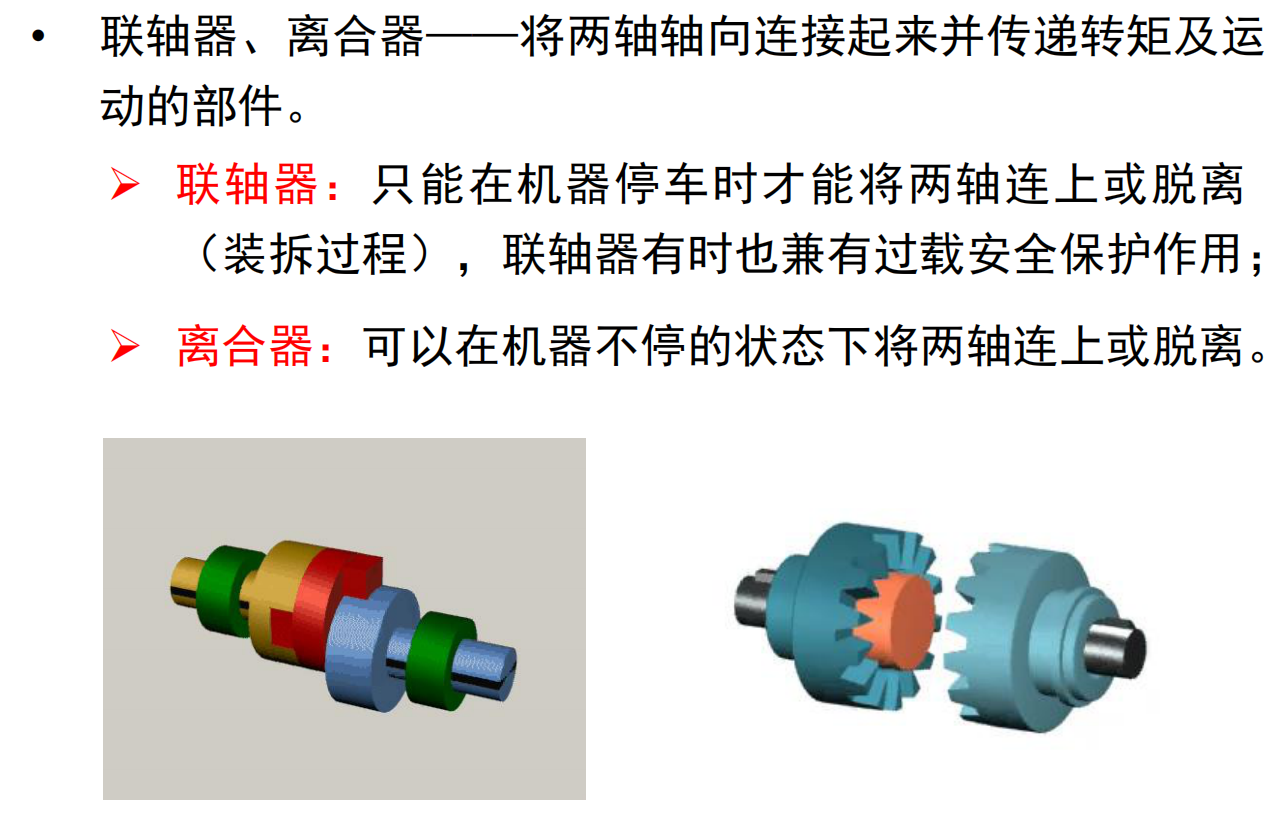 • 联轴器、离合器——将两轴轴向连接起来并传递转矩及运
动的部件。
➢ 联轴器：只能在机器停车时才能将两轴连上或脱离
（装拆过程），联轴器有时也兼有过载安全保护作用；
➢ 离合器：可以在机器不停的状态下将两轴连上或脱离。